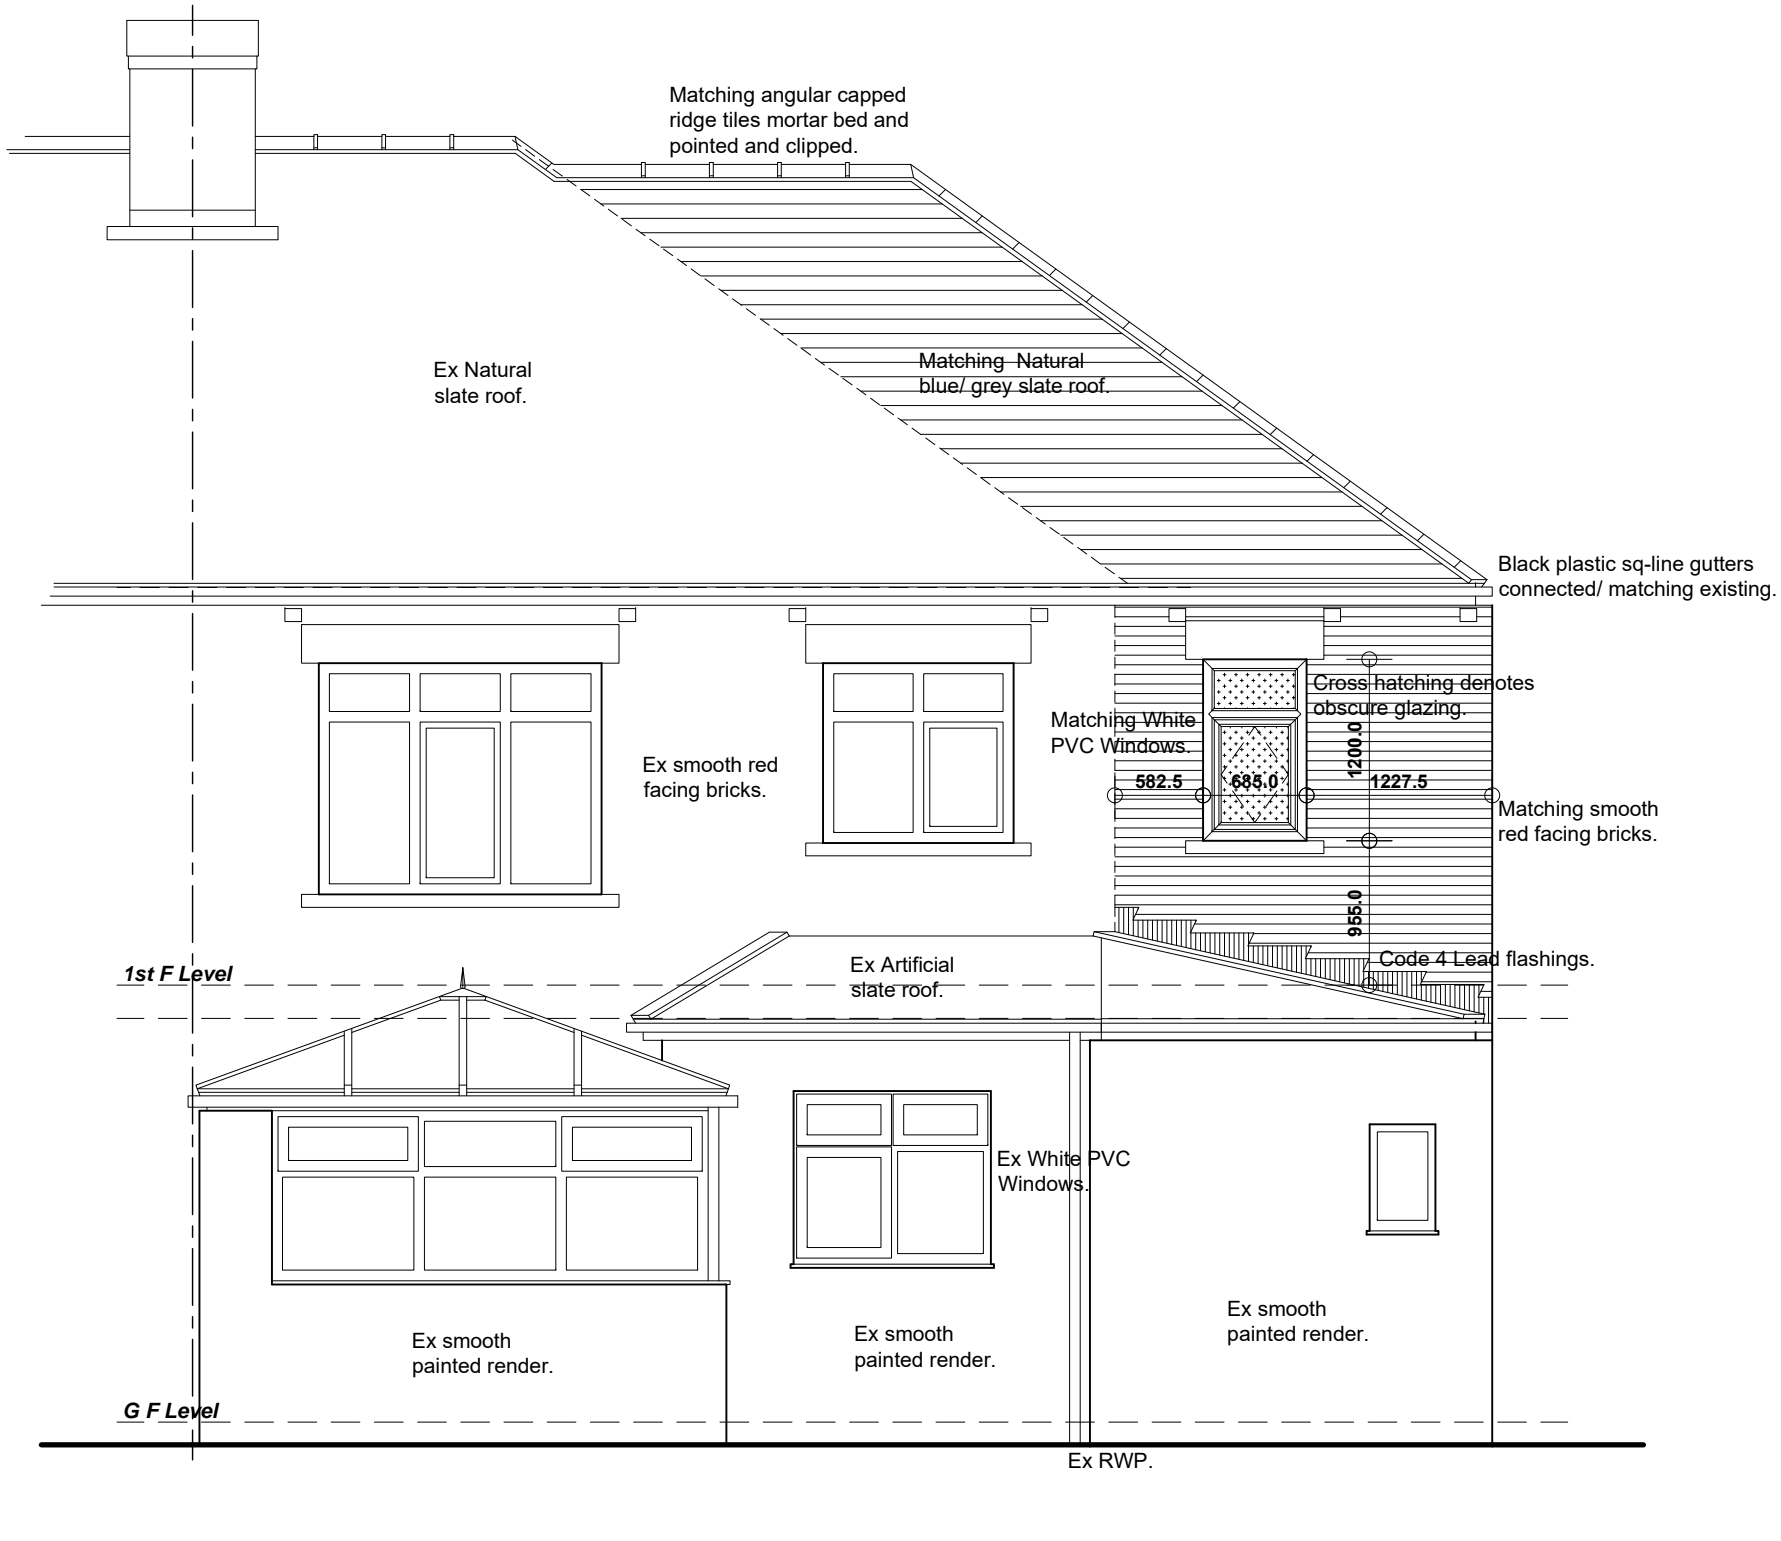 Matching angular capped
ridge tiles mortar bed and
pointed and clipped.
Ex Natural
slate roof.
Matching Natural
blue/ grey slate roof.
Black plastic sq-line gutters
connected/ matching existing.
Cross hatching denotes
obscure glazing.
Matching White
PVC Windows.
Ex smooth red
facing bricks.
1200.0
582.5
685.0
1227.5
Matching smooth
red facing bricks.
955.0
Code 4 Lead flashings.
1st F Level
Ex Artificial
slate roof.
Ex White PVC
Windows.
Ex smooth
painted render.
Ex smooth
painted render.
Ex smooth
painted render.
G F Level
Ex RWP.